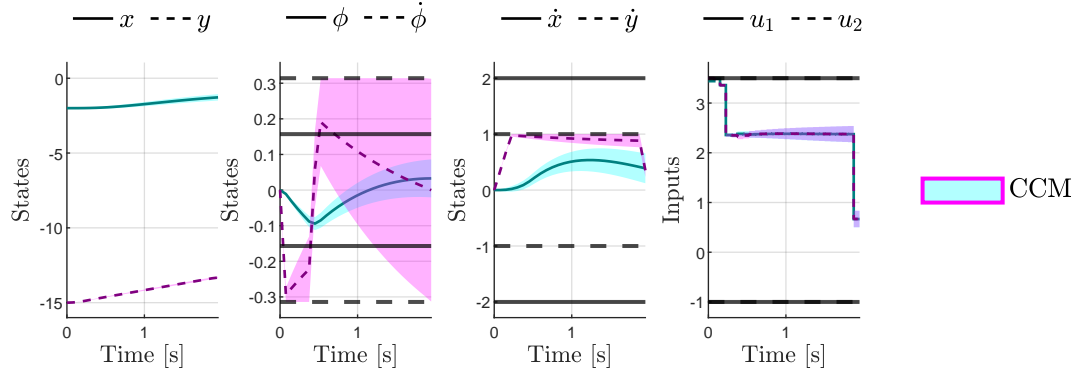 x y
ϕ ϕ̇
ẋ ẏ
u₁ u₂
0
-5
-10
-15
States
0 1
Time [s]
0.3
0.2
0.1
0
-0.1
-0.2
-0.3
States
0 1
Time [s]
2
1
0
-1
-2
States
0 1
Time [s]
3
2
1
0
-1
Inputs
0 1
Time [s]
CCM